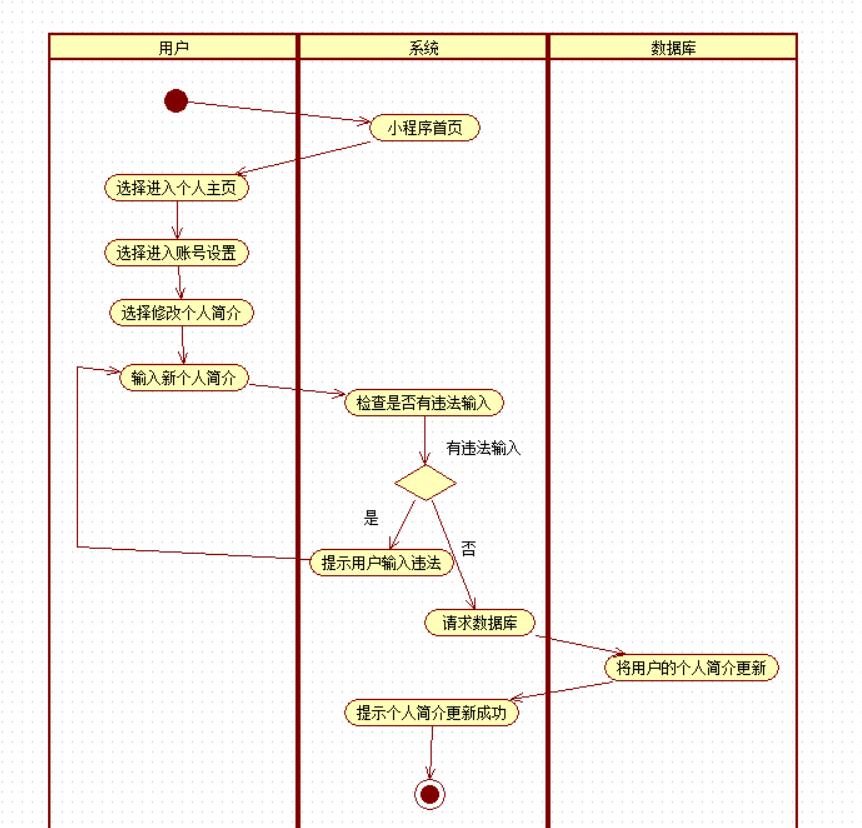 用户
系统
数据库
小程序首页
选择进入个人主页
选择进入账号设置
选择修改个人简介
输入新个人简介
检查是否有违法输入
有违法输入
是
否
提示用户输入违法
请求数据库
将用户的个人简介更新
提示个人简介更新成功